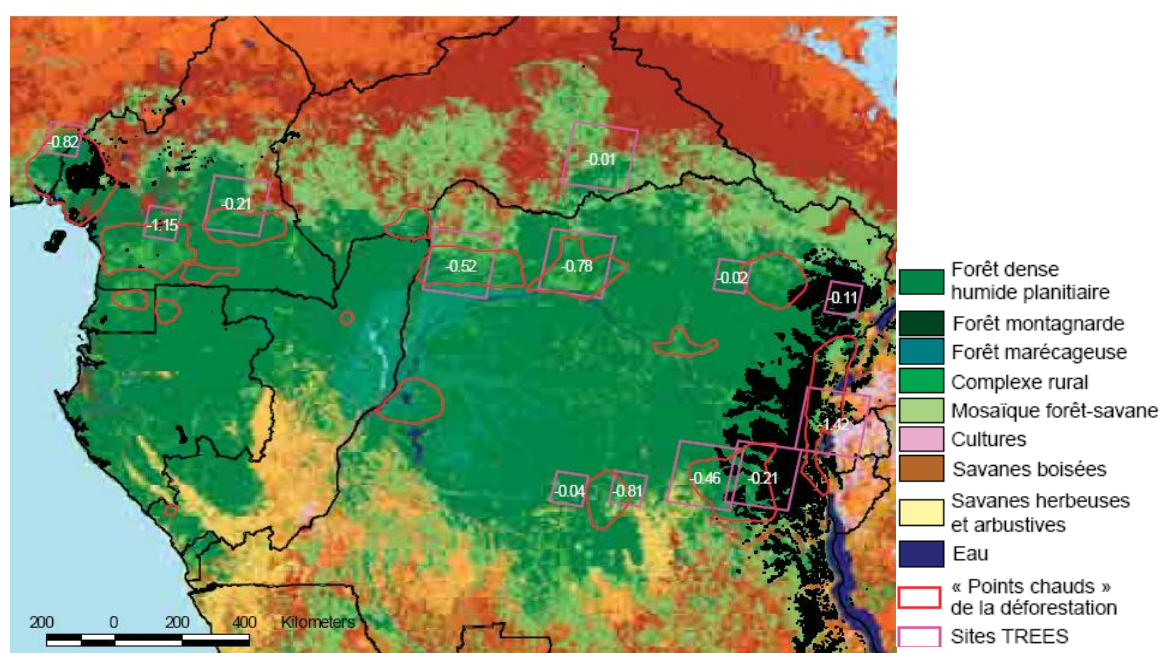 -0.82
-0.01
-0.21
-1.15
-0.52
-0.78
-0.02
-0.11
-1.42
-0.46
-0.21
-0.04
-0.81
200 0 200 400 Kilometers
Forêt dense
humide planitiaire
Forêt montagnarde
Forêt marécageuse
Complexe rural
Mosaïque forêt-savane
Cultures
Savanes boisées
Savanes herbeuses
et arbustives
Eau
« Points chauds »
de la déforestation
Sites TREES